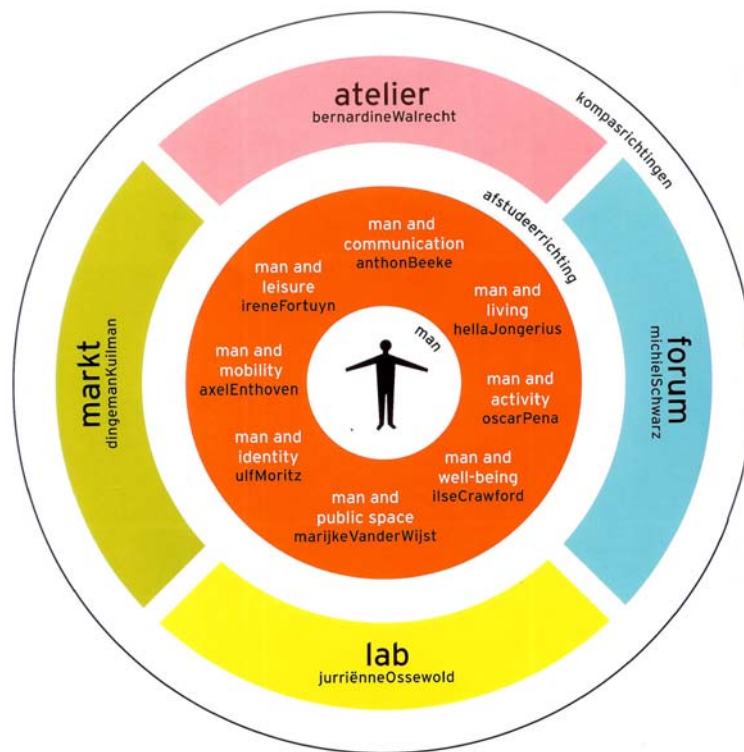 atelier
bernardineWalrecht
kompasrichtingen
afstudeerrichting
man and
communication
anthonBeeke
man and
leisure
ireneFortuyn
man and
living
hellaJongerius
man
man and
mobility
axelEnthoven
man and
activity
oscarPena
man and
identity
ulfMoritz
man and
well-being
ilseCrawford
man and
public space
marijkeVanderWijst
markt
dingemanKuilman
forum
michielSchwarz
lab
jurriënneOssewold